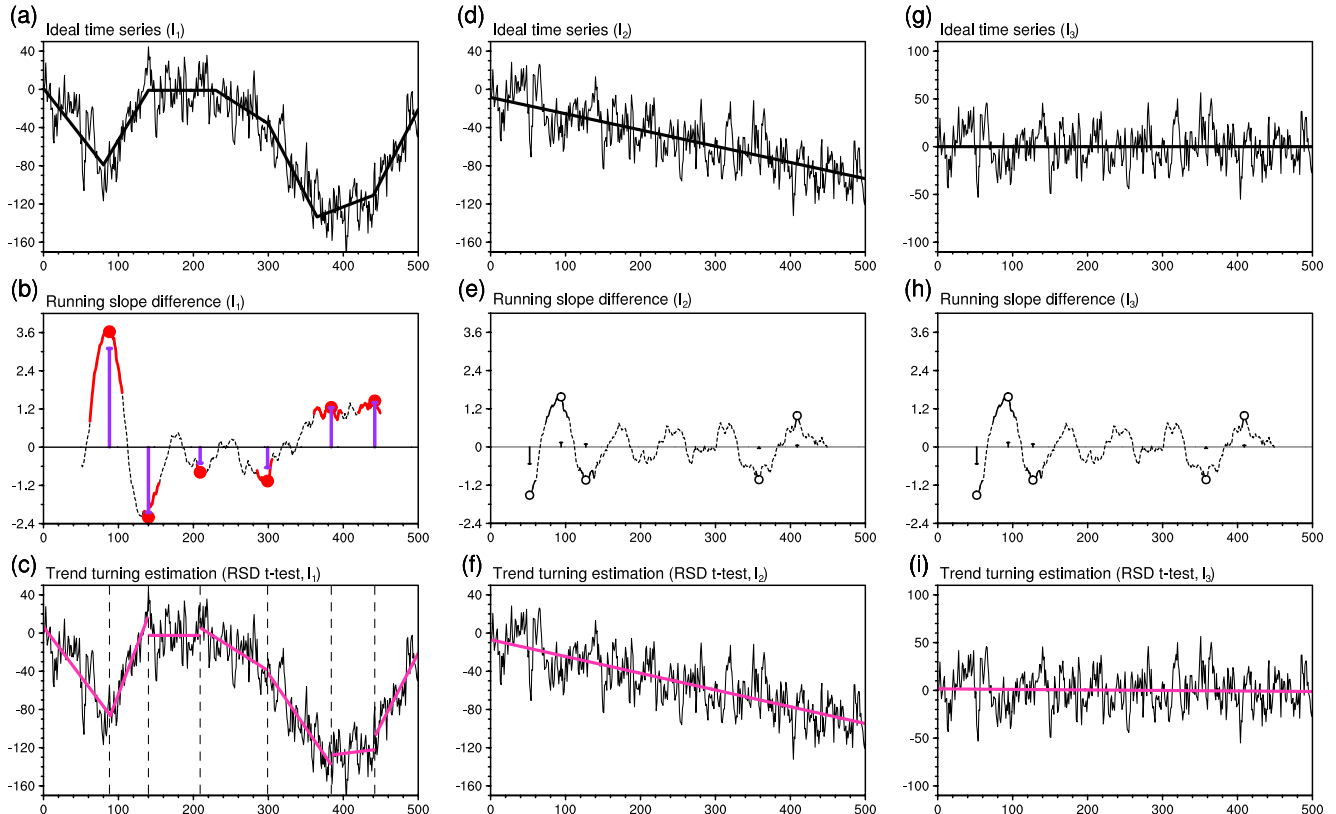 (a) Ideal time series (I₁)
40
0
-40
-80
-120
-160
0 100 200 300 400 500
(d) Ideal time series (I₂)
40
0
-40
-80
-120
-160
0 100 200 300 400 500
(g) Ideal time series (I₃)
100
50
0
-50
-100
0 100 200 300 400 500
(b) Running slope difference (I₁)
3.6
2.4
1.2
0
-1.2
-2.4
0 100 200 300 400 500
(e) Running slope difference (I₂)
3.6
2.4
1.2
0
-1.2
-2.4
0 100 200 300 400 500
(h) Running slope difference (I₃)
3.6
2.4
1.2
0
-1.2
-2.4
0 100 200 300 400 500
(c) Trend turning estimation (RSD t-test, I₁)
40
0
-40
-80
-120
-160
0 100 200 300 400 500
(f) Trend turning estimation (RSD t-test, I₂)
40
0
-40
-80
-120
-160
0 100 200 300 400 500
(i) Trend turning estimation (RSD t-test, I₃)
100
50
0
-50
-100
0 100 200 300 400 500